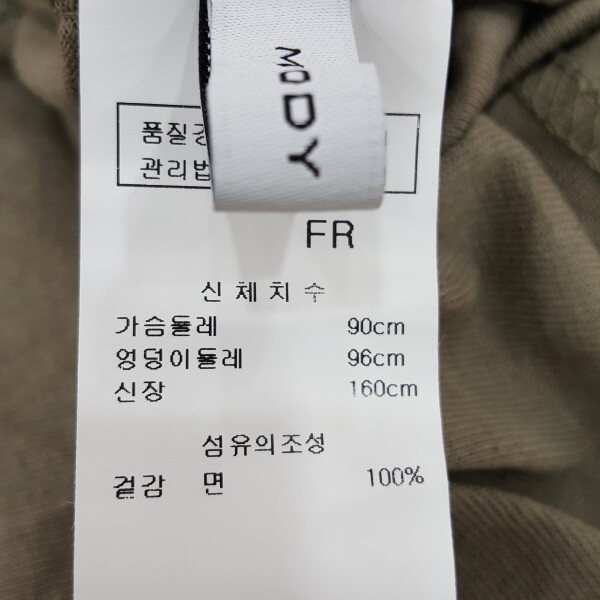 MODY
품질경
관리법
FR
신체치수
가슴둘레 90cm
엉덩이둘레 96cm
신장 160cm
섬유의조성
겉감 면 100%